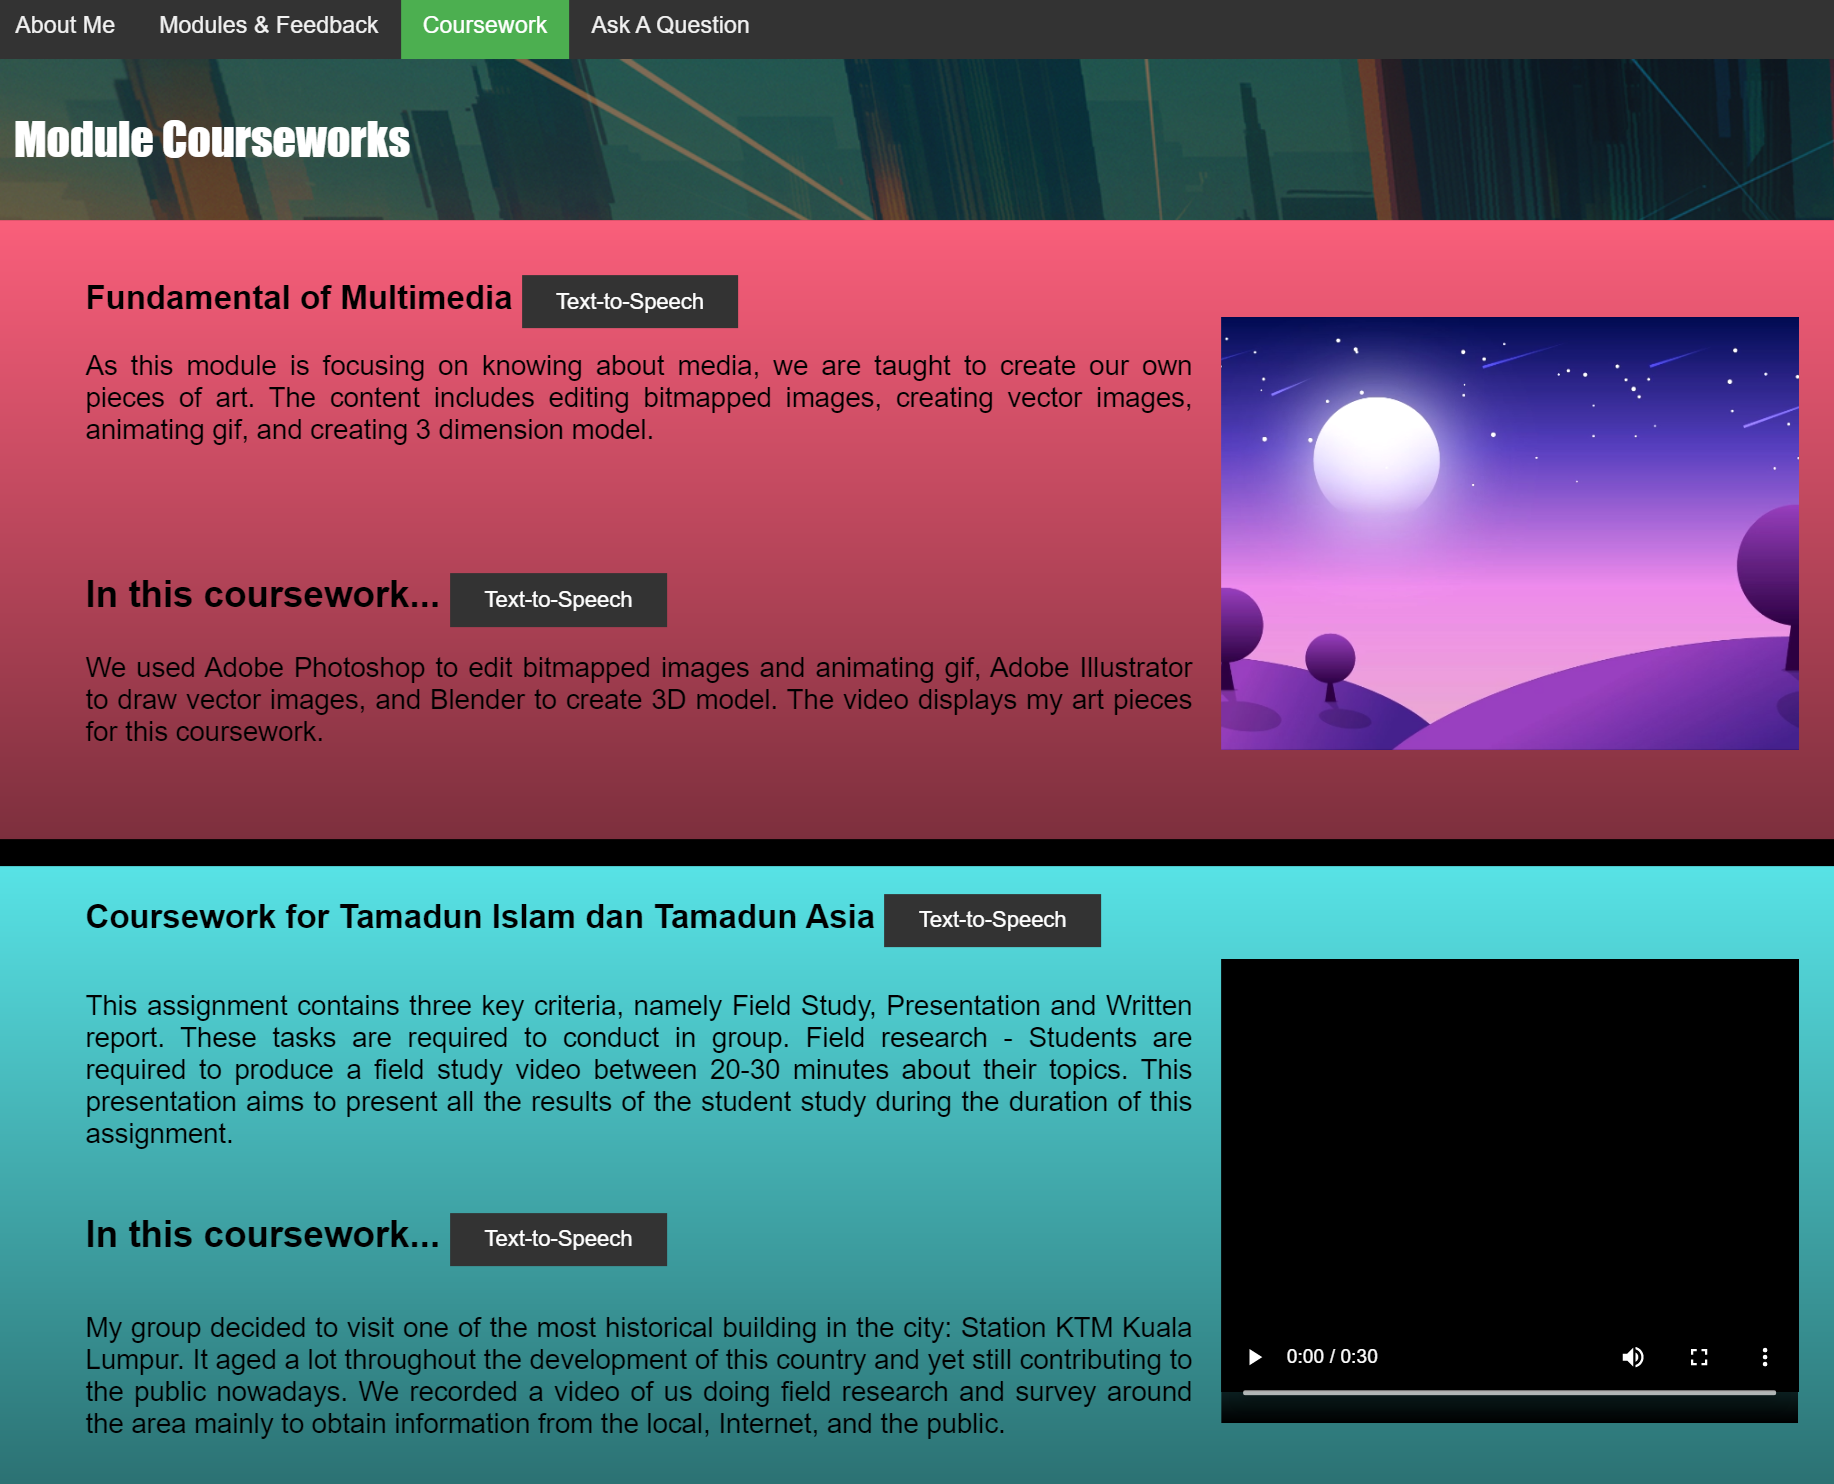 About Me Modules & Feedback Coursework Ask A Question
Module Courseworks
Fundamental of Multimedia Text-to-Speech
As this module is focusing on knowing about media, we are taught to create our own
pieces of art. The content includes editing bitmapped images, creating vector images,
animating gif, and creating 3 dimension model.
In this coursework... Text-to-Speech
We used Adobe Photoshop to edit bitmapped images and animating gif, Adobe Illustrator
to draw vector images, and Blender to create 3D model. The video displays my art pieces
for this coursework.
Coursework for Tamadun Islam dan Tamadun Asia Text-to-Speech
This assignment contains three key criteria, namely Field Study, Presentation and Written
report. These tasks are required to conduct in group. Field research - Students are
required to produce a field study video between 20-30 minutes about their topics. This
presentation aims to present all the results of the student study during the duration of this
assignment.
In this coursework... Text-to-Speech
My group decided to visit one of the most historical building in the city: Station KTM Kuala
Lumpur. It aged a lot throughout the development of this country and yet still contributing to
the public nowadays. We recorded a video of us doing field research and survey around
the area mainly to obtain information from the local, Internet, and the public.
0:00 / 0:30